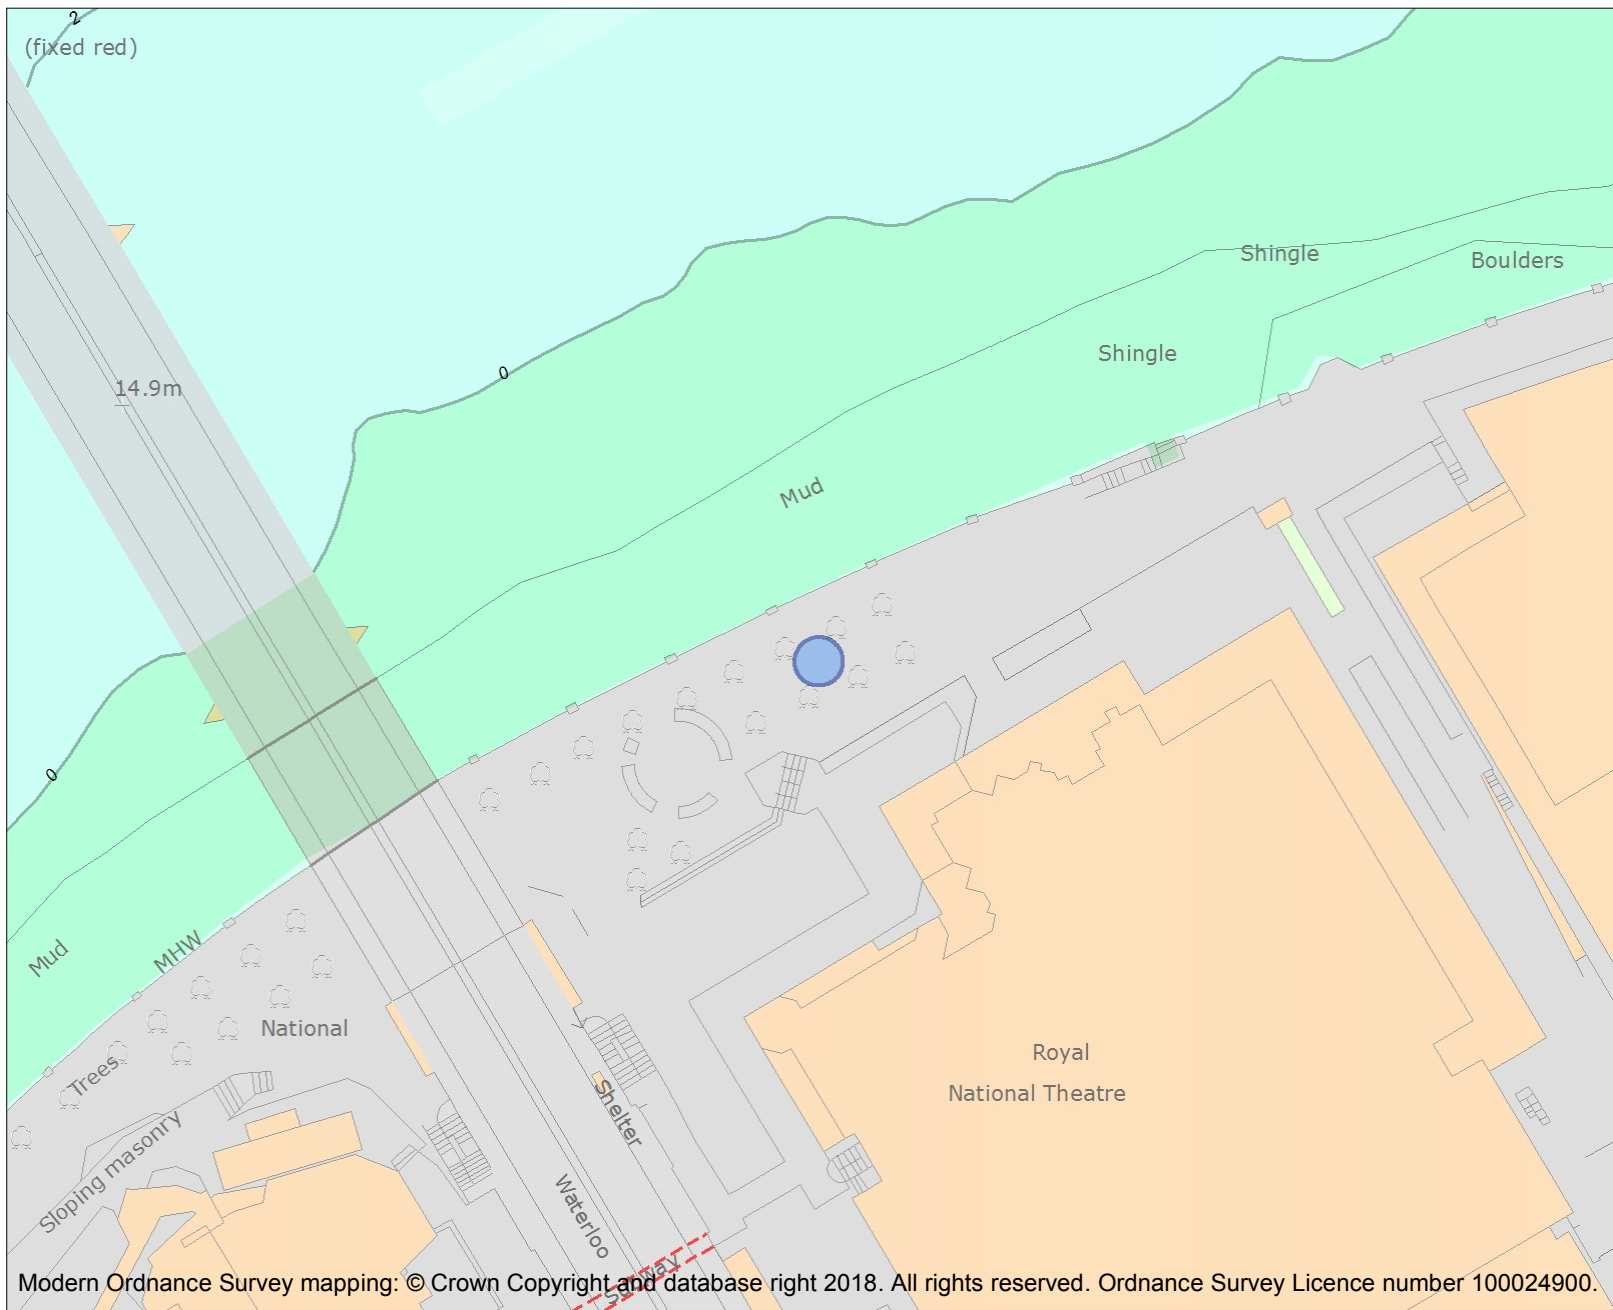 2
(fixed red)
Shingle
Boulders
Shingle
0
14.9m
Mud
0
Mud
MHW
National
Royal
Trees
National Theatre
Shelter
Sloping masonry
Waterloo
Subway
Modern Ordnance Survey mapping: © Crown Copyright and database right 2018. All rights reserved. Ordnance Survey Licence number 100024900.